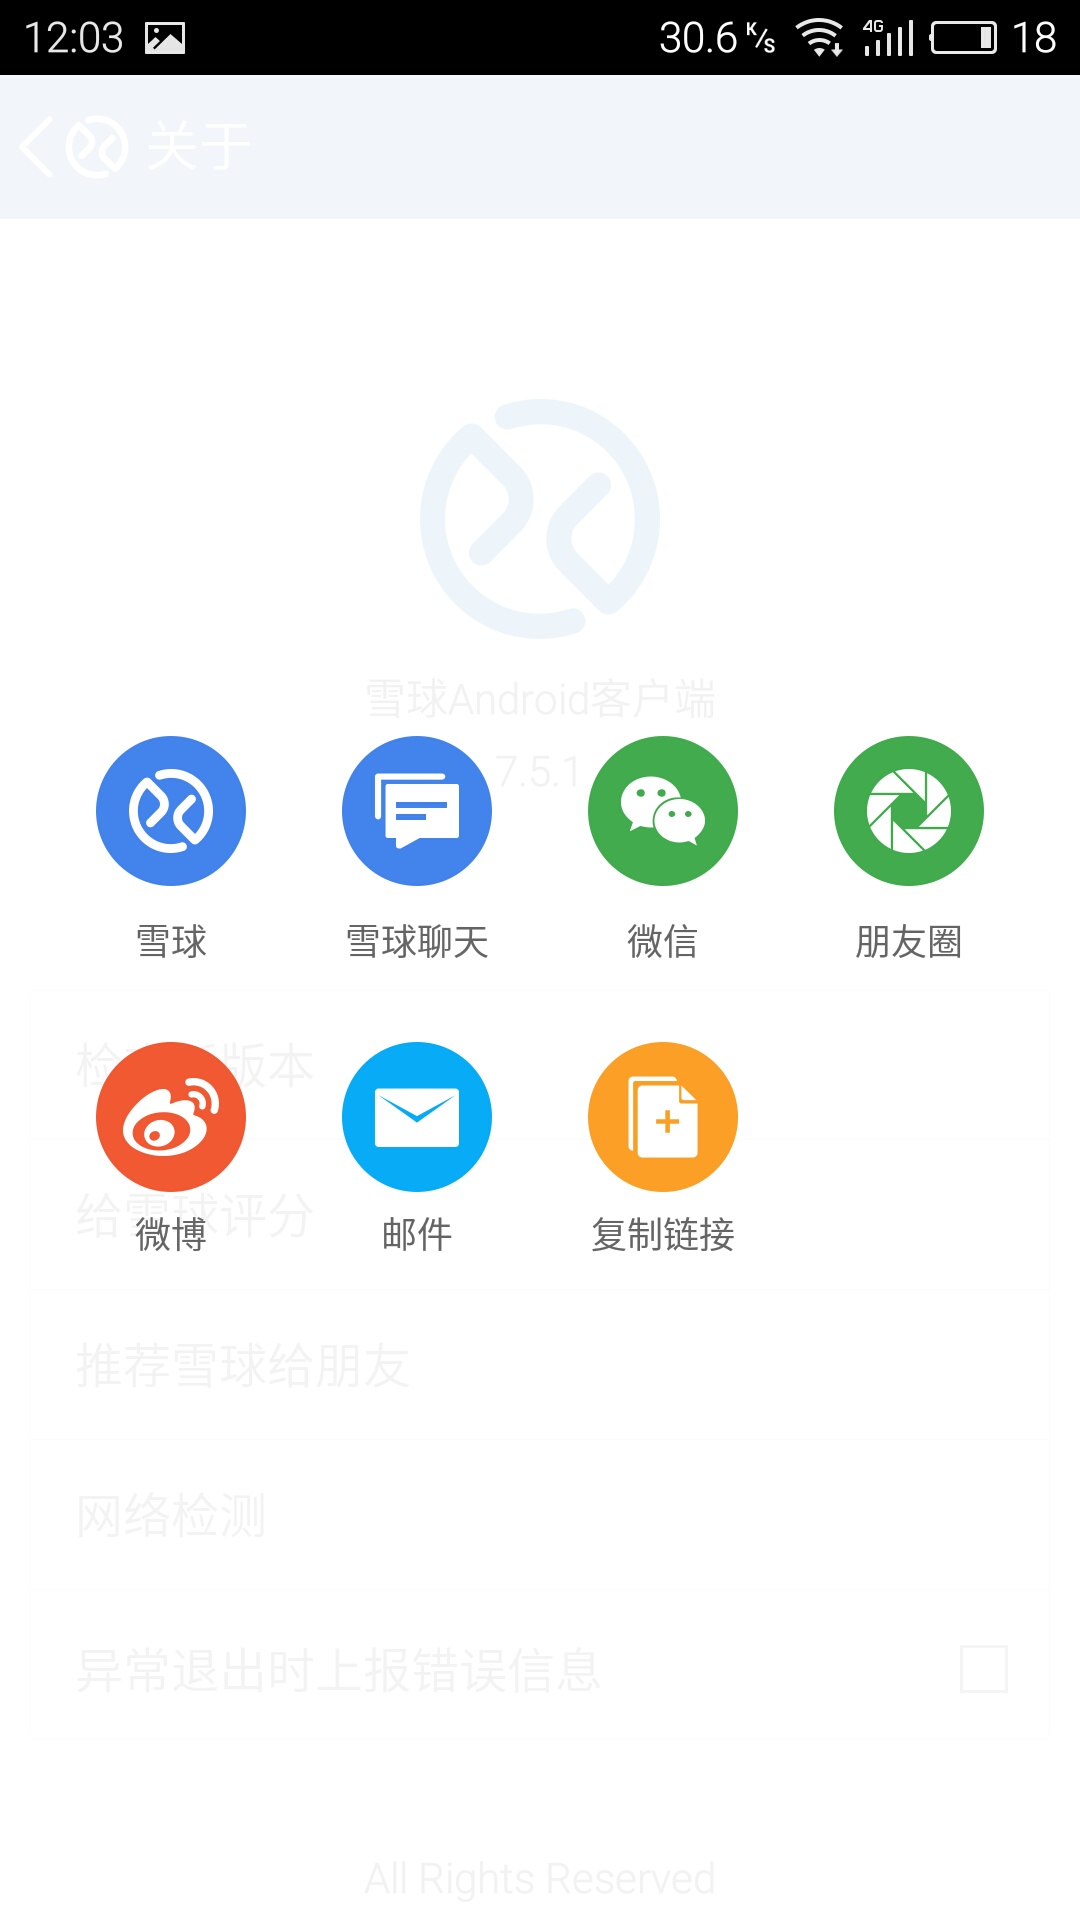 12:03 30.6 K/s 4G 18
关于
雪球Android客户端
7.5.1
雪球 雪球聊天 微信 朋友圈
检 版本
给雪球评分
微博 邮件 复制链接
推荐雪球给朋友
网络检测
异常退出时上报错误信息
All Rights Reserved